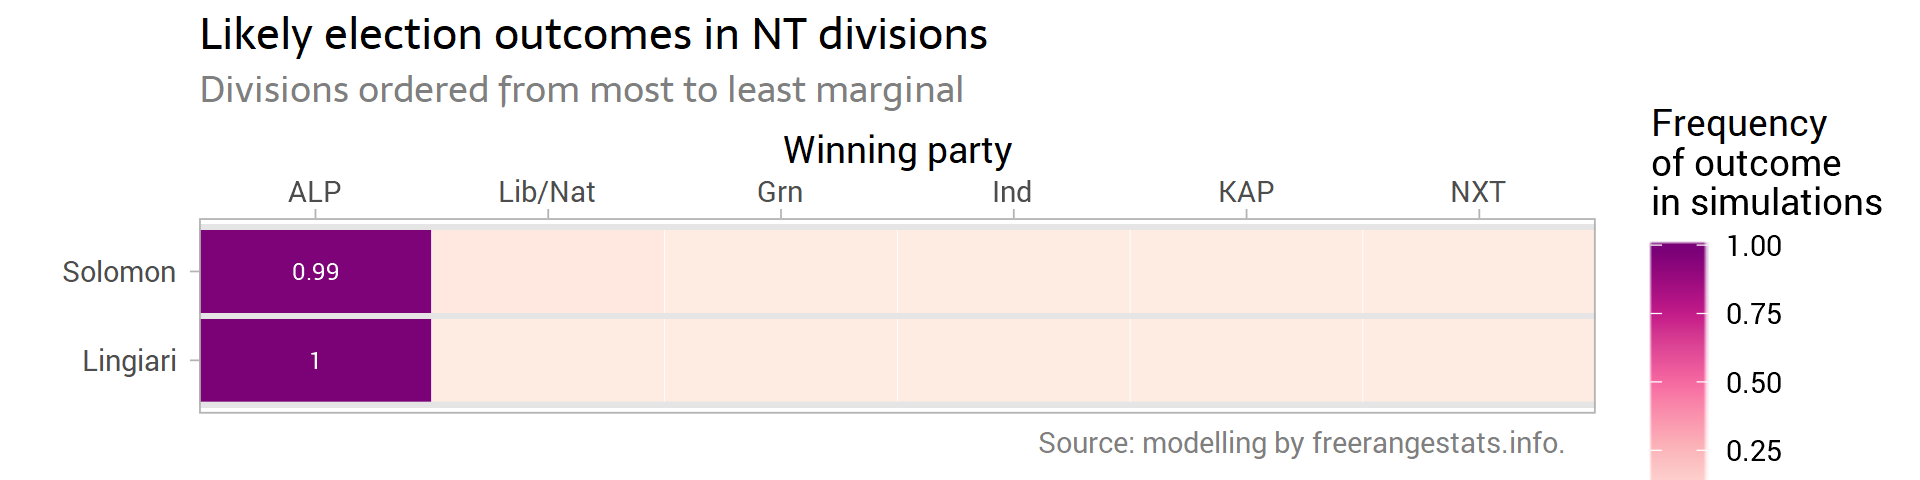 Likely election outcomes in NT divisions
Divisions ordered from most to least marginal
Winning party
ALP Lib/Nat Grn Ind KAP NXT
Solomon 0.99
Lingiari 1
Source: modelling by freerangestats.info.
Frequency
of outcome
in simulations
1.00
0.75
0.50
0.25